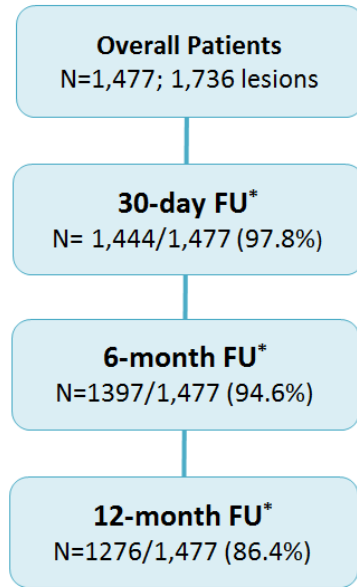 Overall Patients
N=1,477; 1,736 lesions
30-day FU*
N= 1,444/1,477 (97.8%)
6-month FU*
N=1397/1,477 (94.6%)
12-month FU*
N=1276/1,477 (86.4%)